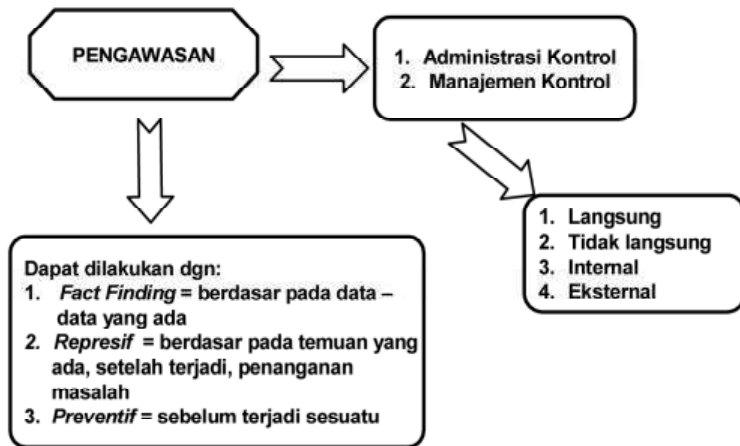 PENGAWASAN
1. Administrasi Kontrol
2. Manajemen Kontrol
1. Langsung
2. Tidak langsung
3. Internal
4. Eksternal
Dapat dilakukan dgn:
1. Fact Finding = berdasar pada data –
data yang ada
2. Represif = berdasar pada temuan yang
ada, setelah terjadi, penanganan
masalah
3. Preventif = sebelum terjadi sesuatu